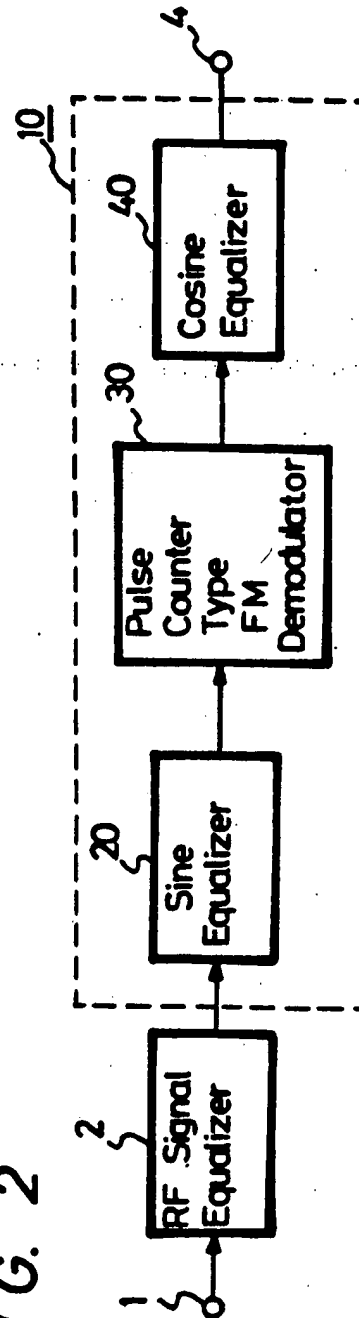 10
1
2
RF Signal
Equalizer
20
Sine
Equalizer
30
Pulse
Counter
Type
FM
Demodulator
40
Cosine
Equalizer
4
G. 2